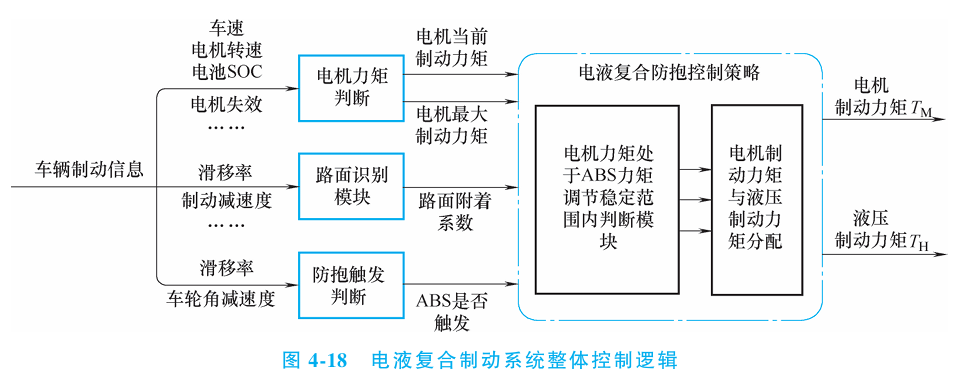 车速
电机转速
电池SOC
电机失效
……
车辆制动信息
滑移率
制动减速度
……
滑移率
车轮角减速度
电机力矩
判断
路面识别
模块
防抱触发
判断
电机当前
制动力矩
电机最大
制动力矩
路面附着
系数
ABS是否
触发
电液复合防抱控制策略
电机力矩处
于ABS力矩
调节稳定范
围内判断模
块
电机制
动力矩
与液压
制动力
矩分配
电机
制动力矩TM
液压
制动力矩TH
图 4-18 电液复合制动系统整体控制逻辑